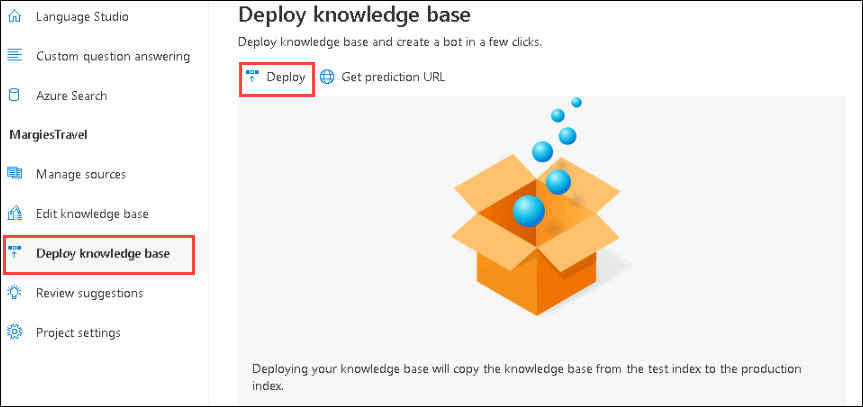 Language Studio
Custom question answering
Azure Search
MargiesTravel
Manage sources
Edit knowledge base
Deploy knowledge base
Review suggestions
Project settings
Deploy knowledge base
Deploy knowledge base and create a bot in a few clicks.
Deploy Get prediction URL
Deploying your knowledge base will copy the knowledge base from the test index to the production
index.